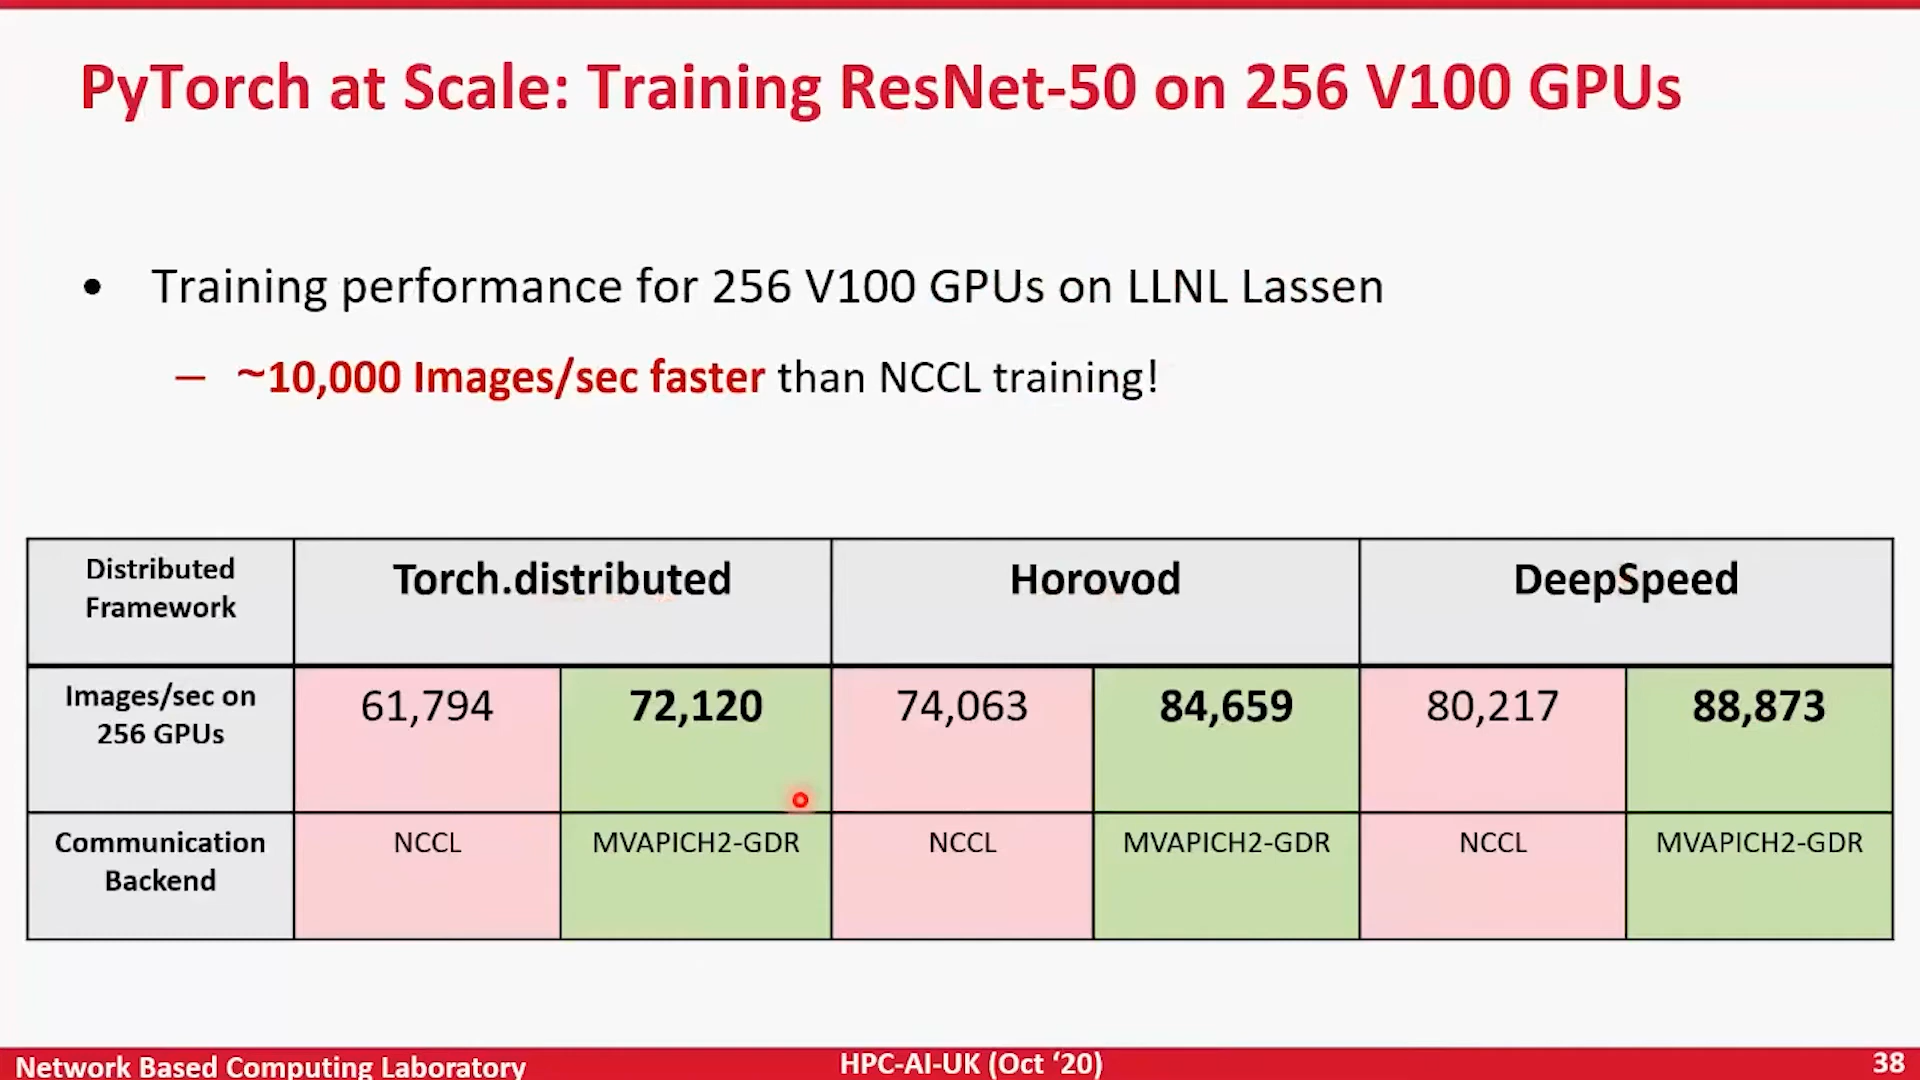 PyTorch at Scale: Training ResNet-50 on 256 V100 GPUs
• Training performance for 256 V100 GPUs on LLNL Lassen
– ~10,000 Images/sec faster than NCCL training!
Distributed Framework
Torch.distributed
Horovod
DeepSpeed
Images/sec on 256 GPUs
61,794
72,120
74,063
84,659
80,217
88,873
Communication Backend
NCCL
MVAPICH2-GDR
NCCL
MVAPICH2-GDR
NCCL
MVAPICH2-GDR
Network Based Computing Laboratory
HPC-AI-UK (Oct ‘20)
38